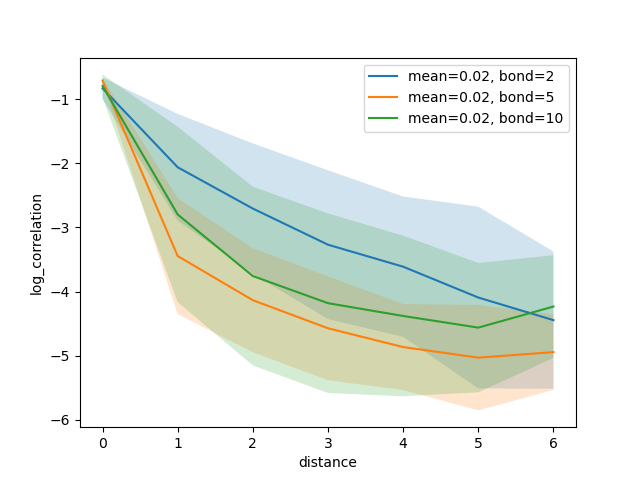 mean=0.02, bond=2
mean=0.02, bond=5
mean=0.02, bond=10
−1
−2
−3
−4
−5
−6
log_correlation
0 1 2 3 4 5 6
distance